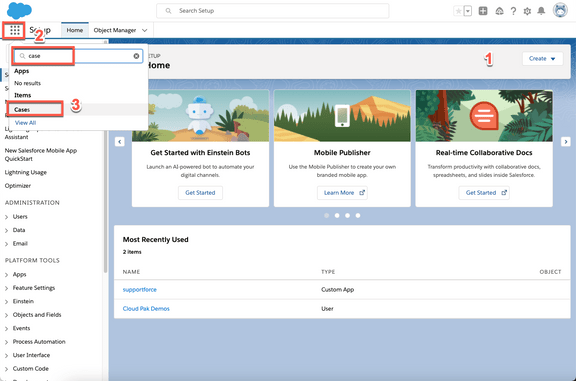 Search Setup
2
Setup
Home
Object Manager
case
Apps
No results
Items
Cases
3
View All
Assistant
New Salesforce Mobile App
QuickStart
Lightning Usage
Optimizer
ADMINISTRATION
Users
Data
Email
PLATFORM TOOLS
Apps
Feature Settings
Einstein
Objects and Fields
Events
Process Automation
User Interface
Custom Code
SETUP
Home
1
Create
Get Started with Einstein Bots
Launch an AI-powered bot to automate your
digital channels.
Get Started
Mobile Publisher
Use the Mobile Publisher to create your own
branded mobile app.
Learn More
Real-time Collaborative Docs
Transform productivity with collaborative docs,
spreadsheets, and slides inside Salesforce.
Get Started
Most Recently Used
2 items
NAME
TYPE
OBJECT
supportforce
Custom App
Cloud Pak Demos
User